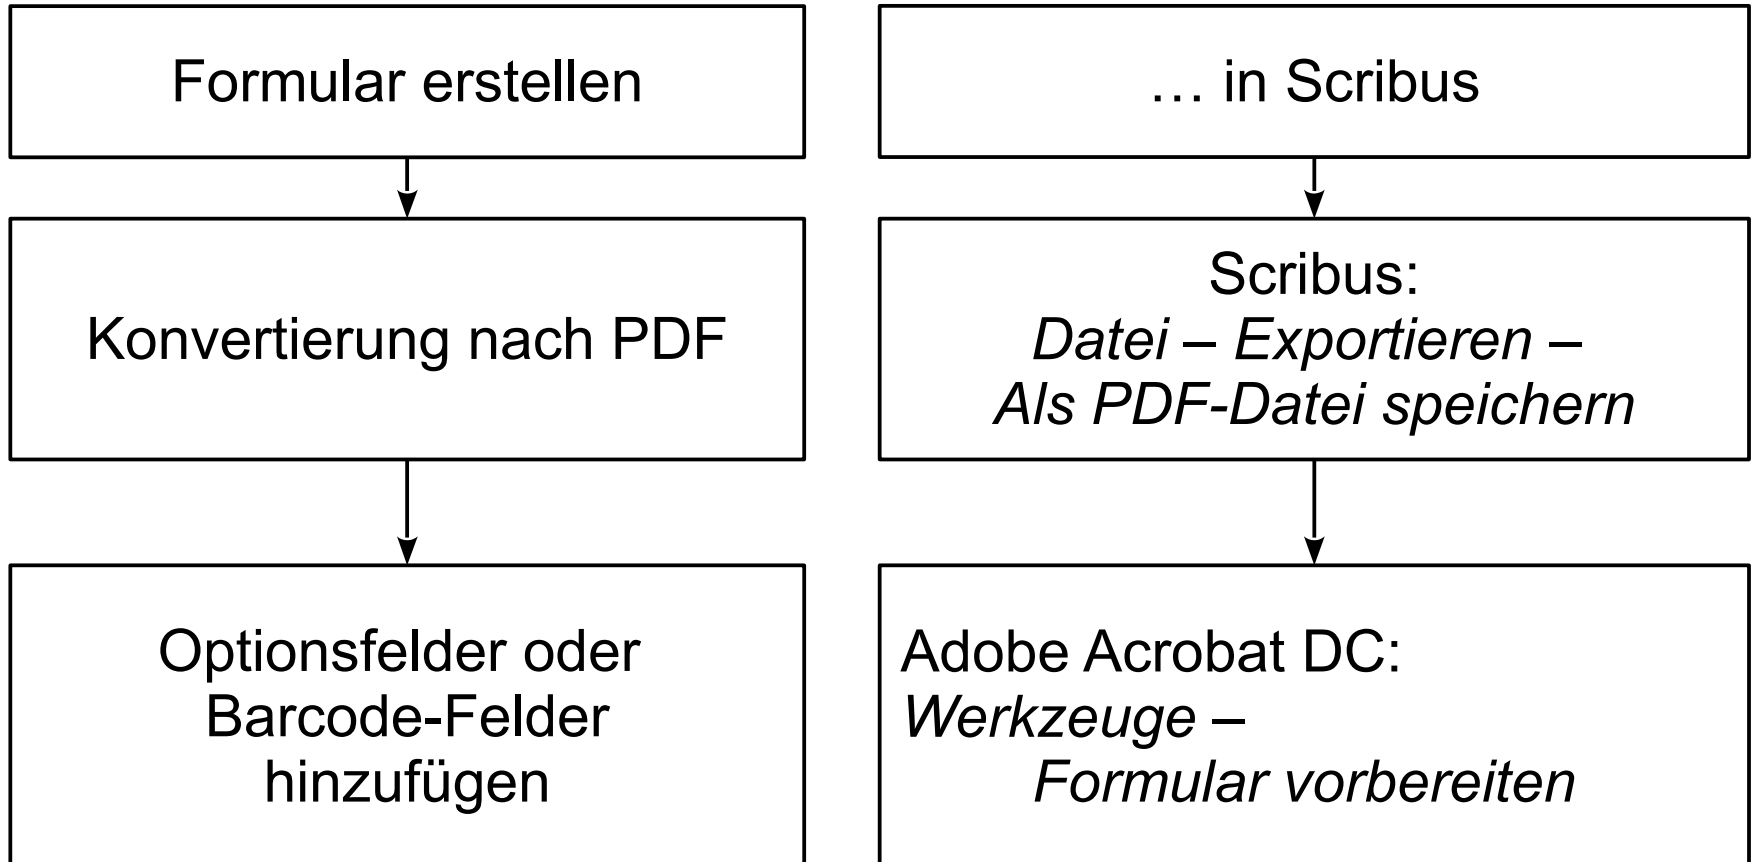 Formular erstellen
… in Scribus
Konvertierung nach PDF
Scribus:
Datei – Exportieren –
Als PDF-Datei speichern
Optionsfelder oder
Barcode-Felder
hinzufügen
Adobe Acrobat DC:
Werkzeuge –
Formular vorbereiten